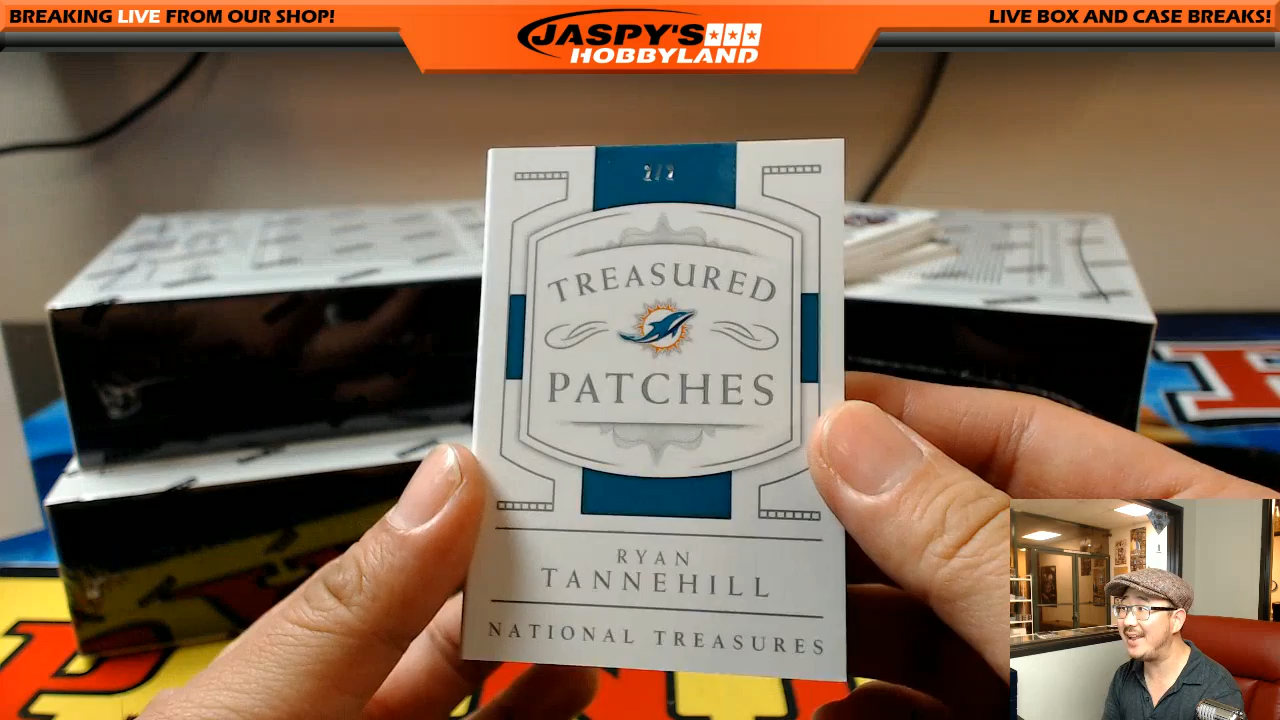 BREAKING LIVE FROM OUR SHOP!
JASPY'S
HOBBYLAND
LIVE BOX AND CASE BREAKS!
2/2
TREASURED
PATCHES
RYAN
TANNEHILL
NATIONAL TREASURES